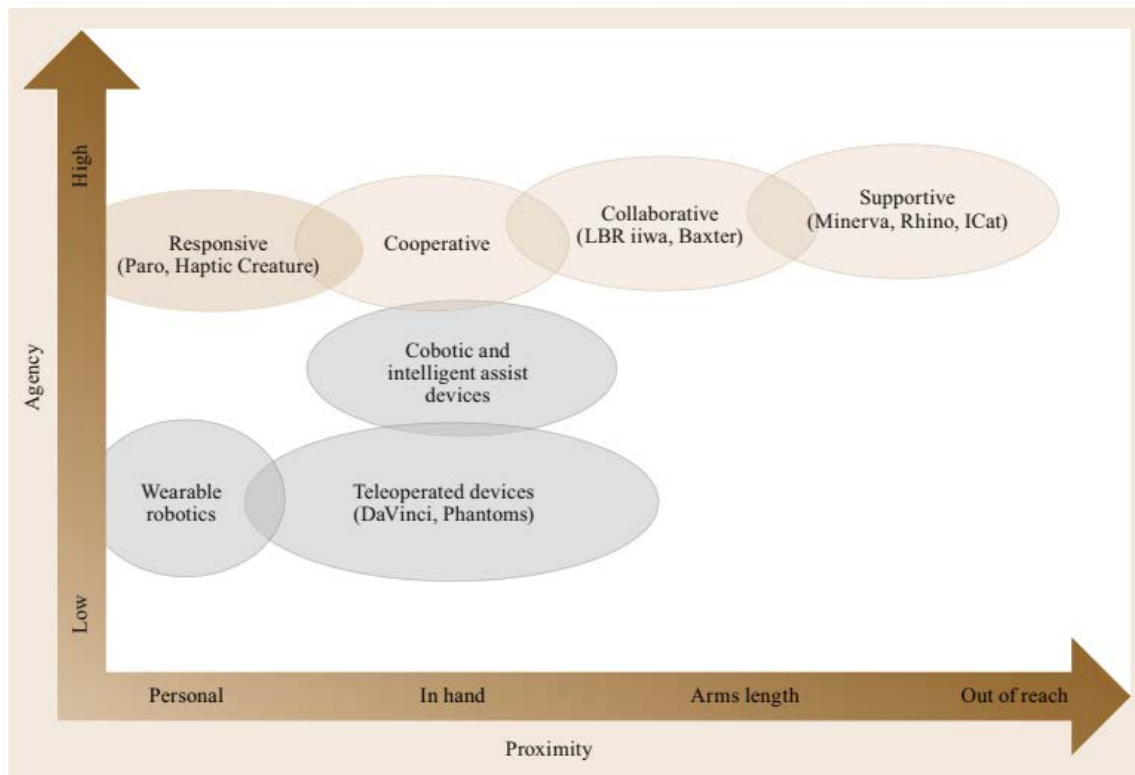 High
Agency
Low
Responsive
(Paro, Haptic Creature)
Cooperative
Collaborative
(LBR iiwa, Baxter)
Supportive
(Minerva, Rhino, ICat)
Cobotic and
intelligent assist
devices
Wearable
robotics
Teleoperated devices
(DaVinci, Phantoms)
Personal
In hand
Arms length
Out of reach
Proximity